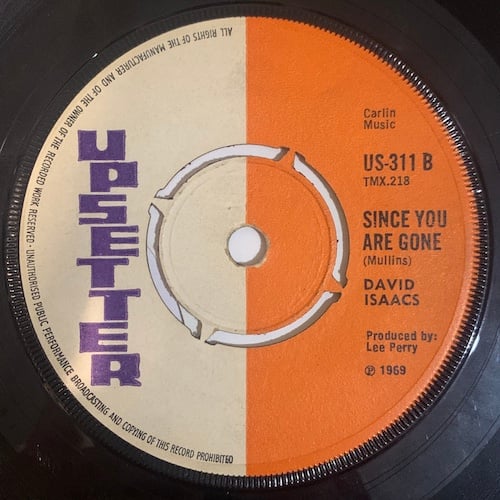 ALL RIGHTS OF THE MANUFACTURER AND OF THE OWNER OF THE RECORDED WORK RESERVED - UNAUTHORISED PUBLIC PERFORMANCE BROADCASTING AND COPYING OF THIS RECORD PROHIBITED
UPSETTER
Carlin
Music
US-311 B
TMX.218
SINCE YOU
ARE GONE
(Mullins)
DAVID
ISAACS
Produced by:
Lee Perry
℗ 1969